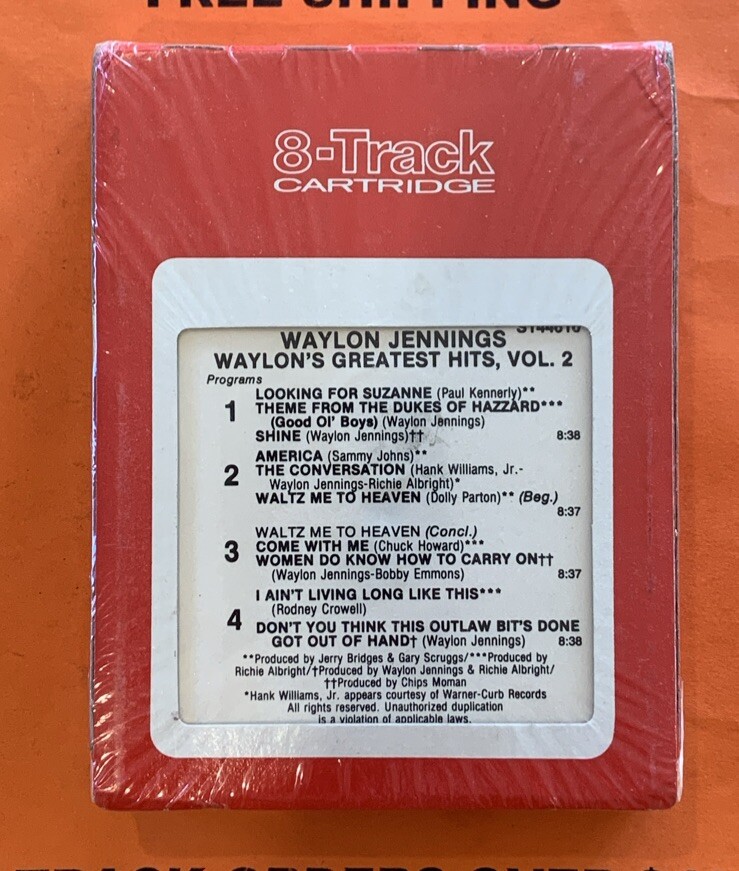 FREE SHIPPING
8-Track
CARTRIDGE
WAYLON JENNINGS
WAYLON'S GREATEST HITS, VOL. 2
Programs
1
LOOKING FOR SUZANNE (Paul Kennerly)**
THEME FROM THE DUKES OF HAZZARD***
(Good Ol' Boys) (Waylon Jennings)
SHINE (Waylon Jennings)†† 8:38
2
AMERICA (Sammy Johns)**
THE CONVERSATION (Hank Williams, Jr.-
Waylon Jennings-Richie Albright)*
WALTZ ME TO HEAVEN (Dolly Parton)** (Beg.)
8:37
3
WALTZ ME TO HEAVEN (Concl.)
COME WITH ME (Chuck Howard)***
WOMEN DO KNOW HOW TO CARRY ON††
(Waylon Jennings-Bobby Emmons) 8:37
4
I AIN'T LIVING LONG LIKE THIS***
(Rodney Crowell)
DON'T YOU THINK THIS OUTLAW BIT'S DONE
GOT OUT OF HAND† (Waylon Jennings) 8:38
**Produced by Jerry Bridges & Gary Scruggs/***Produced by
Richie Albright/†Produced by Waylon Jennings & Richie Albright/
††Produced by Chips Moman
*Hank Williams, Jr. appears courtesy of Warner-Curb Records
All rights reserved. Unauthorized duplication
is a violation of applicable laws.